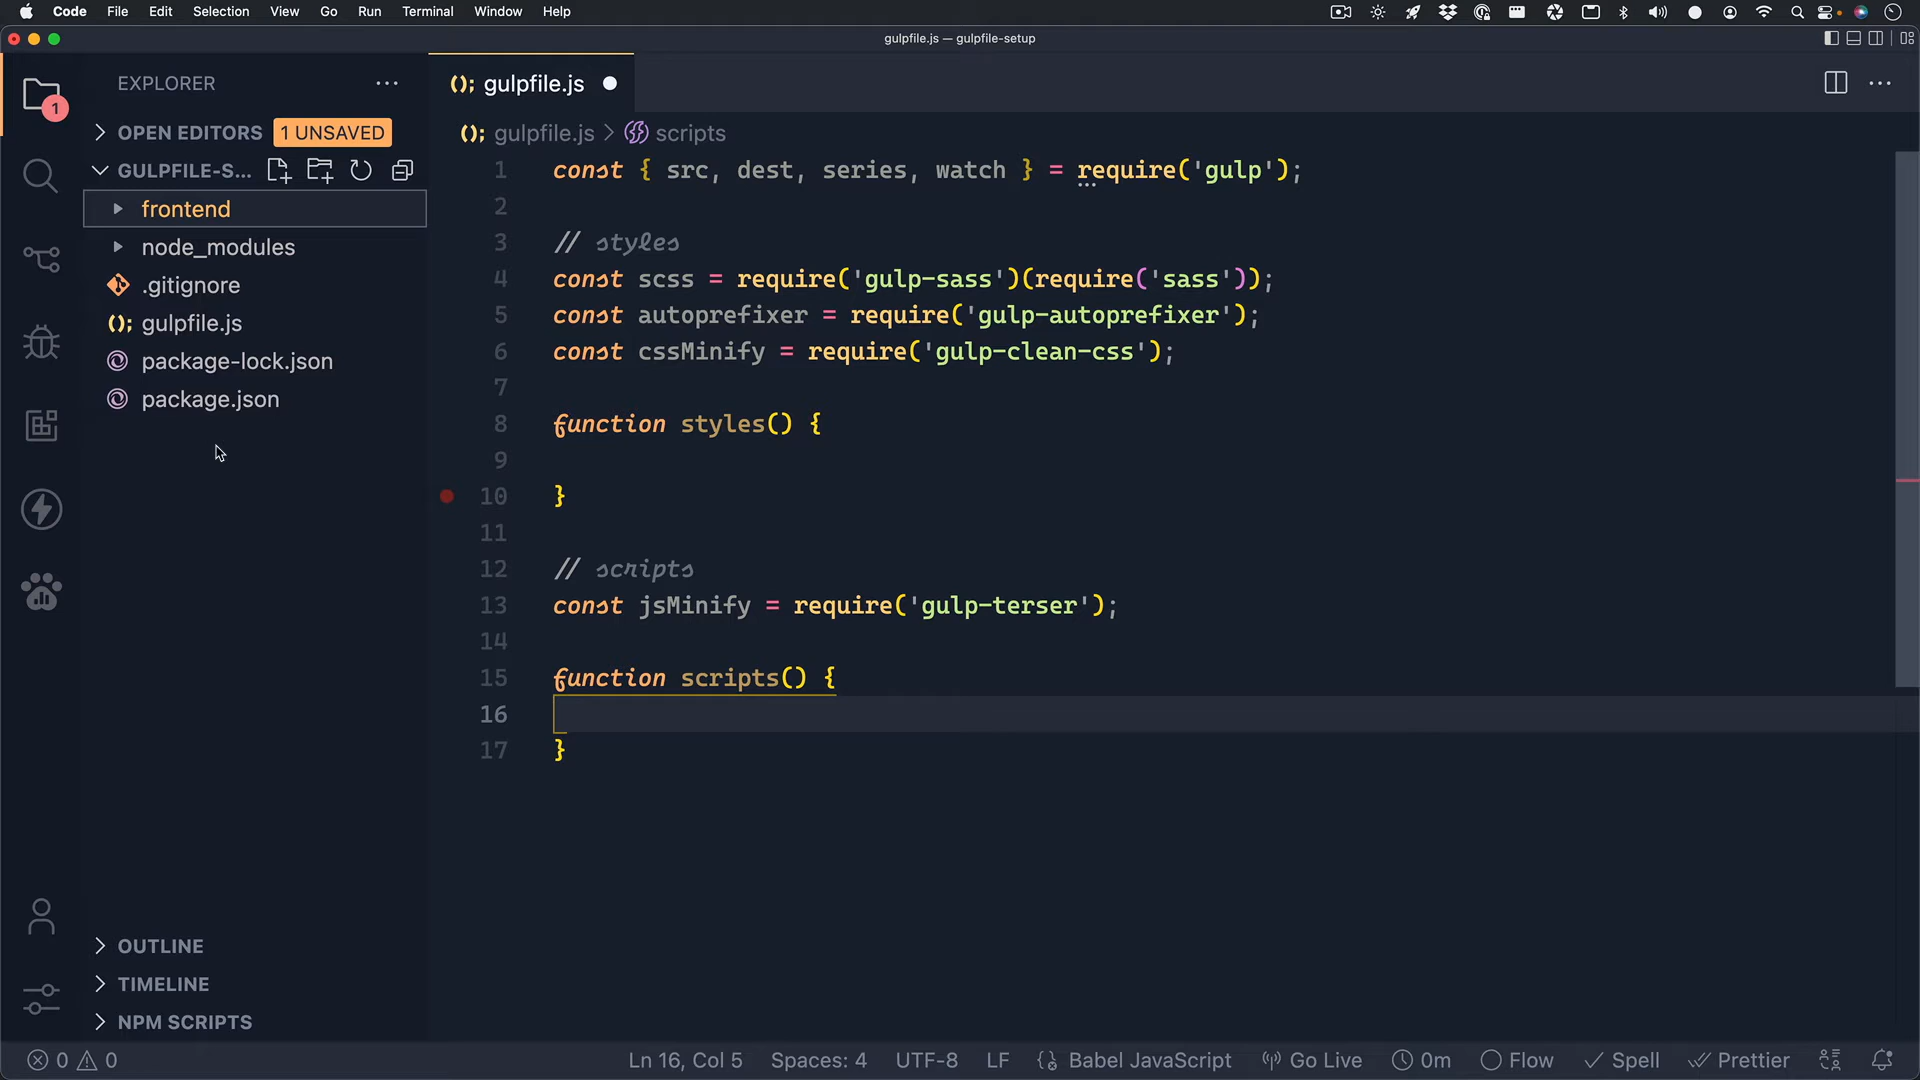 Code File Edit Selection View Go Run Terminal Window Help
gulpfile.js — gulpfile-setup
EXPLORER
gulpfile.js
1
OPEN EDITORS 1 UNSAVED
gulpfile.js > scripts
GULPFILE-S...
frontend
node_modules
.gitignore
gulpfile.js
package-lock.json
package.json
OUTLINE
TIMELINE
NPM SCRIPTS
1 const { src, dest, series, watch } = require('gulp');
2
3 // styles
4 const scss = require('gulp-sass')(require('sass'));
5 const autoprefixer = require('gulp-autoprefixer');
6 const cssMinify = require('gulp-clean-css');
7
8 function styles() {
9
10 }
11
12 // scripts
13 const jsMinify = require('gulp-terser');
14
15 function scripts() {
16
17 }
0 0 Ln 16, Col 5 Spaces: 4 UTF-8 LF Babel JavaScript Go Live 0m Flow Spell Prettier